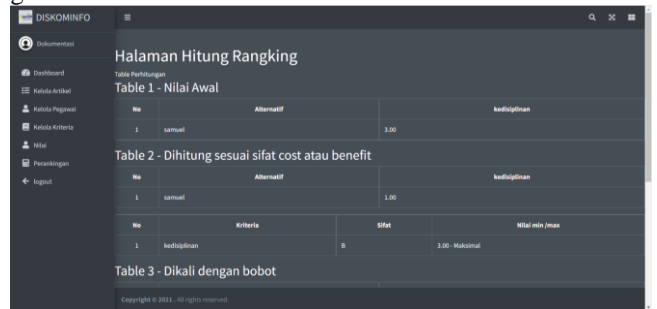 DISKOMINFO
Dokumentasi
Dashboard
Kelola Artikel
Kelola Pegawai
Kelola Kriteria
Nilai
Perankingan
logout
Halaman Hitung Rangking
Table Perhitungan
Table 1 - Nilai Awal
No Alternatif kedisiplinan
1 samuel 3.00
Table 2 - Dihitung sesuai sifat cost atau benefit
No Alternatif kedisiplinan
1 samuel 1.00
No Kriteria Sifat Nilai min /max
1 kedisiplinan B 3.00 - Maksimal
Table 3 - Dikali dengan bobot
Copyright © 2021 . All rights reserved.